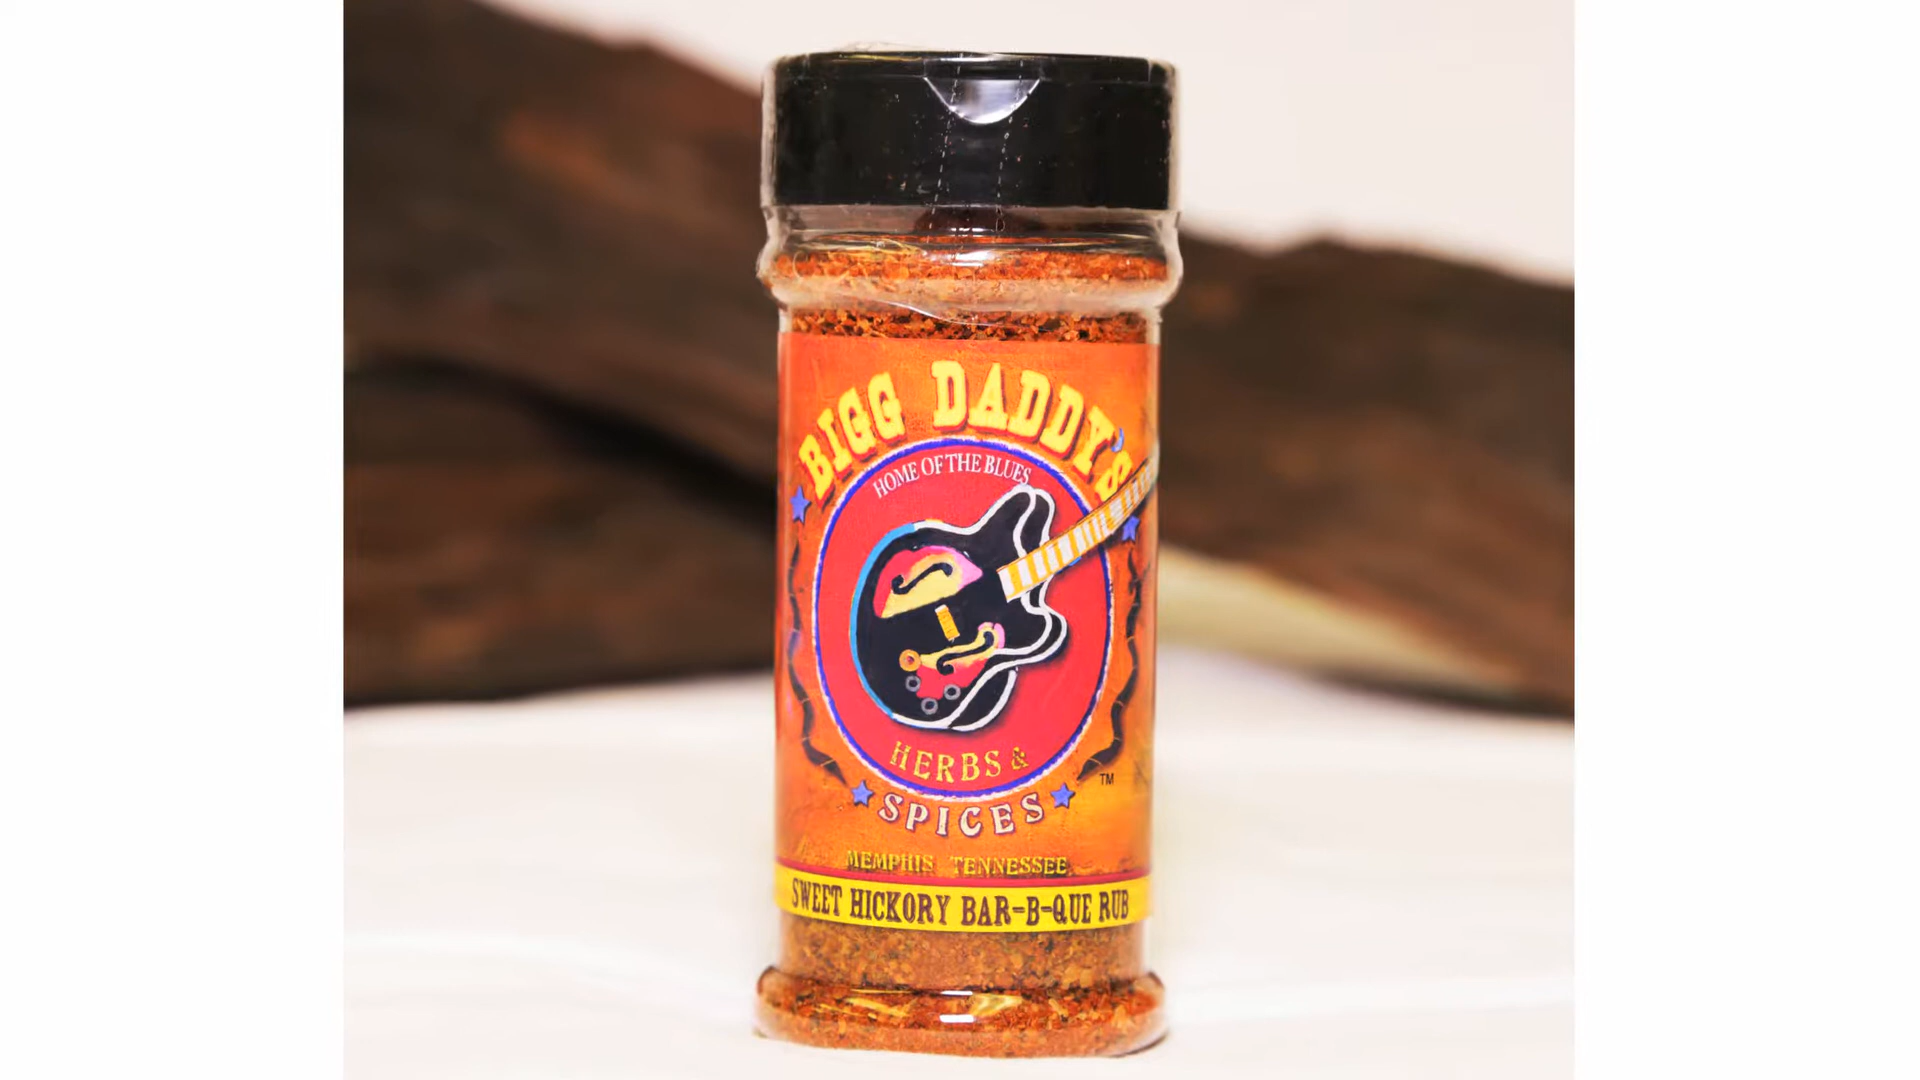 BIGG DADDY'S
HOME OF THE BLUES
HERBS &
SPICES
TM
MEMPHIS TENNESSEE
SWEET HICKORY BAR-B-QUE RUB